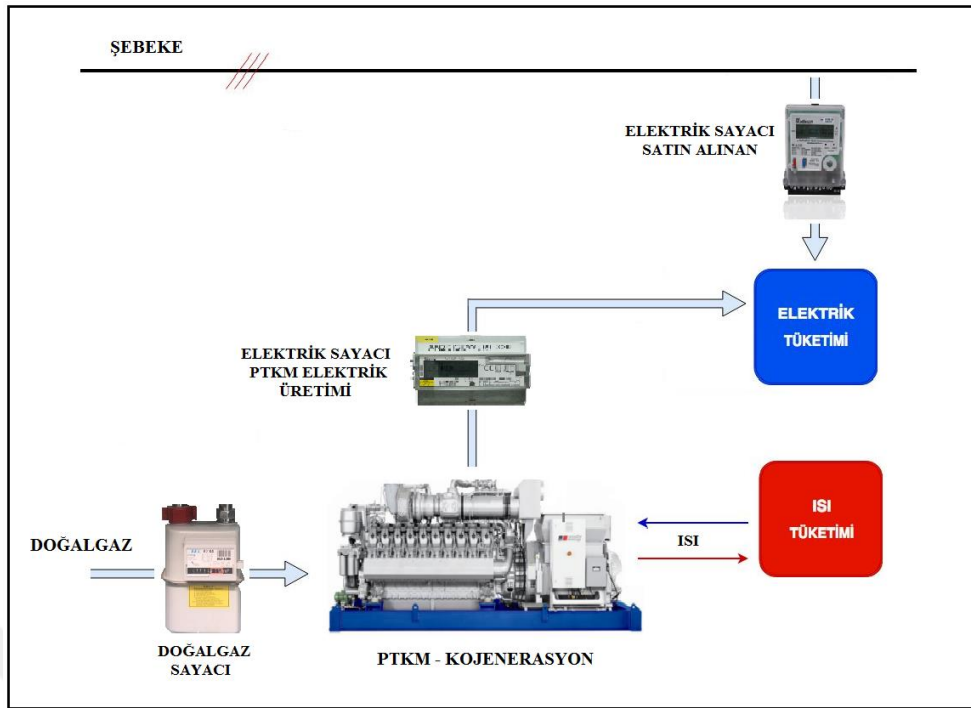 ŞEBEKE
ELEKTRİK SAYACI
SATIN ALINAN
ELEKTRİK
TÜKETİMİ
ELEKTRİK SAYACI
PTKM ELEKTRİK
ÜRETİMİ
ISI
TÜKETİMİ
ISI
DOĞALGAZ
DOĞALGAZ
SAYACI
PTKM - KOJENERASYON